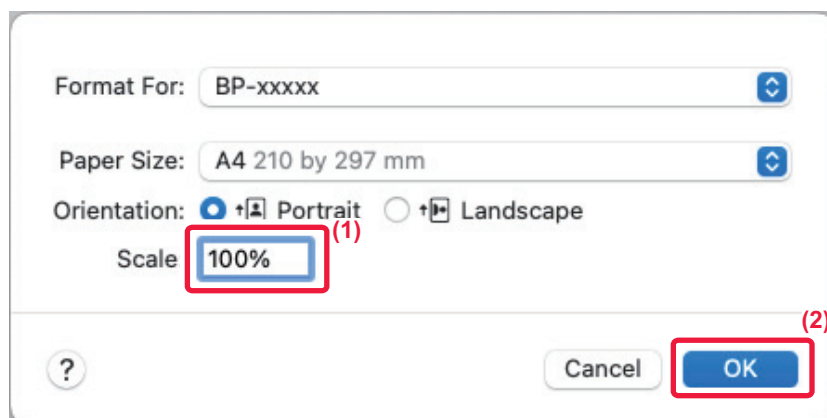 Format For: BP-xxxxx
Paper Size: A4 210 by 297 mm
Orientation: Portrait Landscape
(1)
Scale 100%
(2)
? Cancel OK